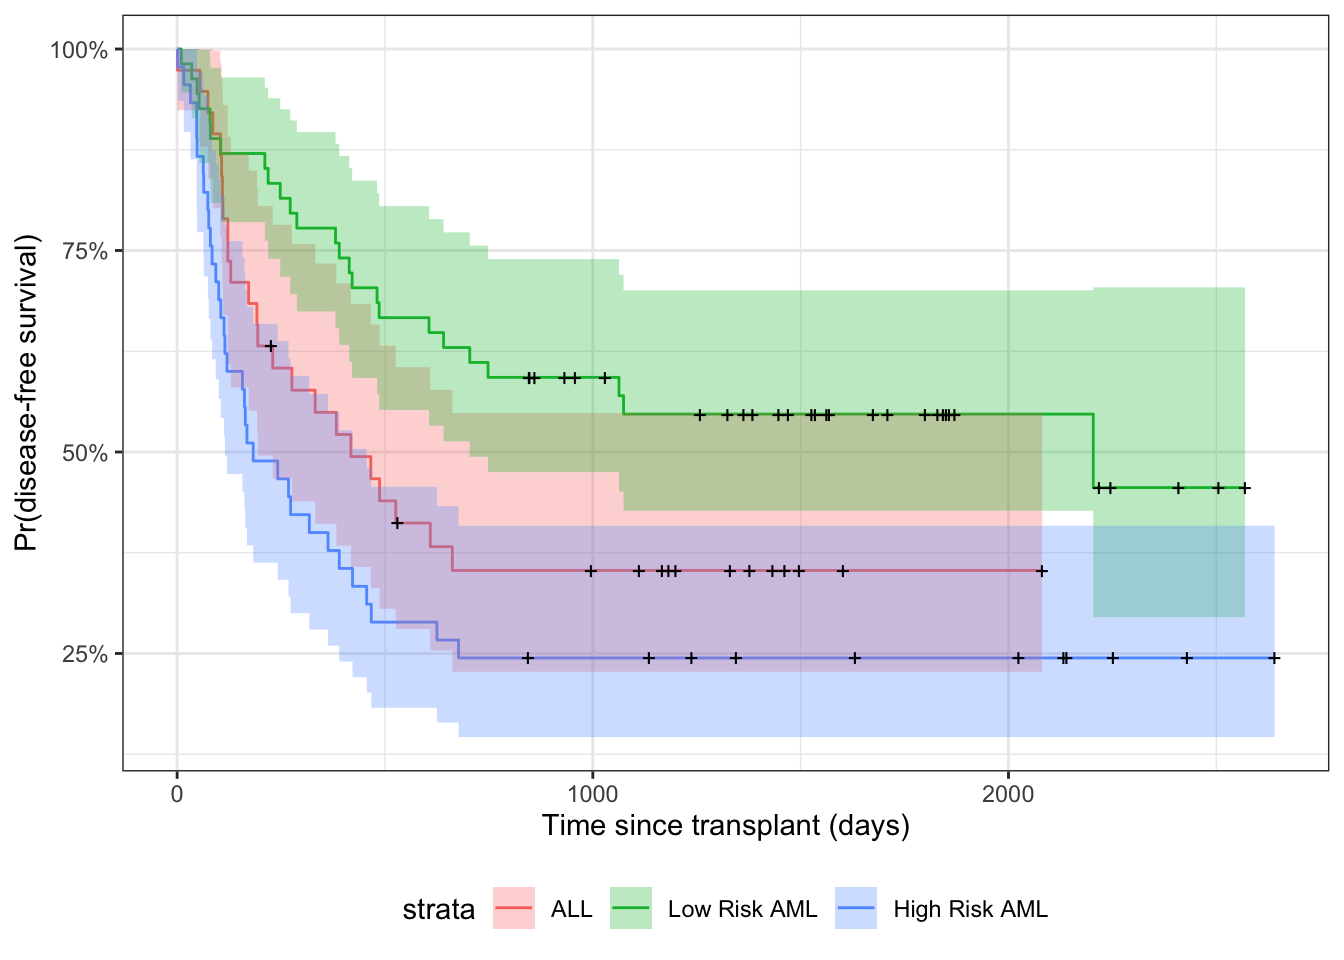 Pr(disease-free survival)
100%
75%
50%
25%
0 1000 2000
Time since transplant (days)
strata ALL Low Risk AML High Risk AML